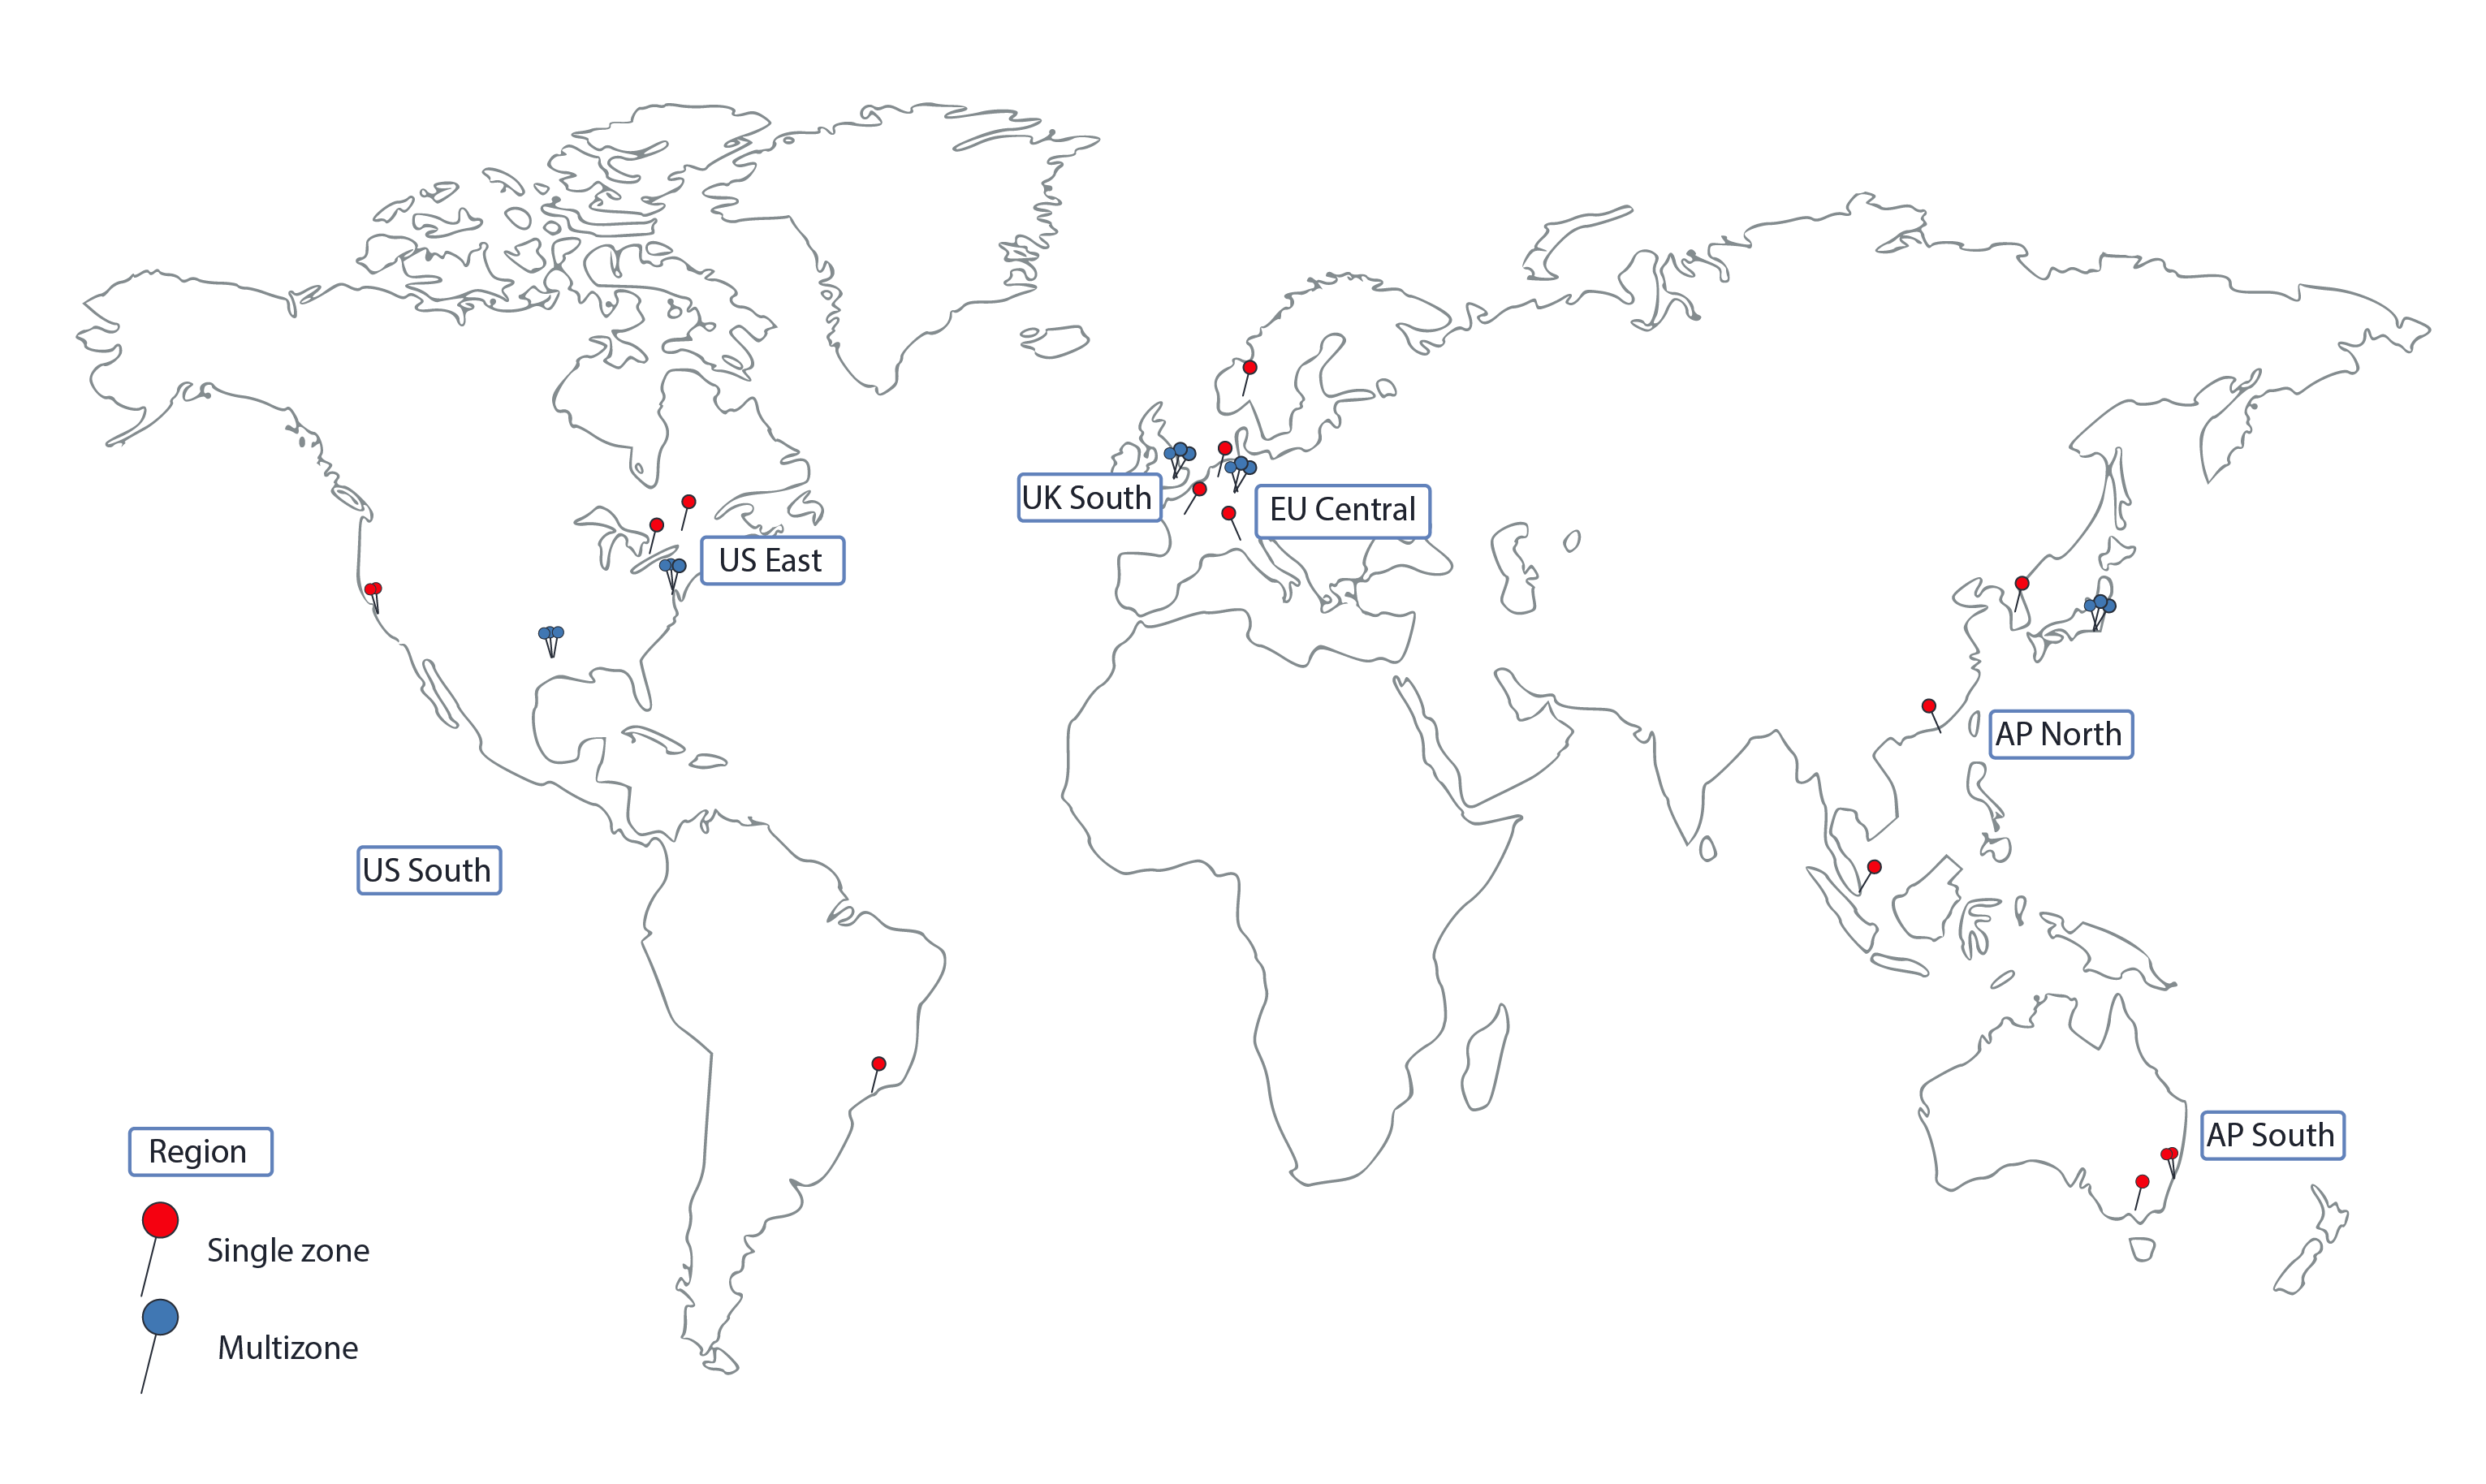 UK South
EU Central
US East
AP North
US South
AP South
Region
Single zone
Multizone